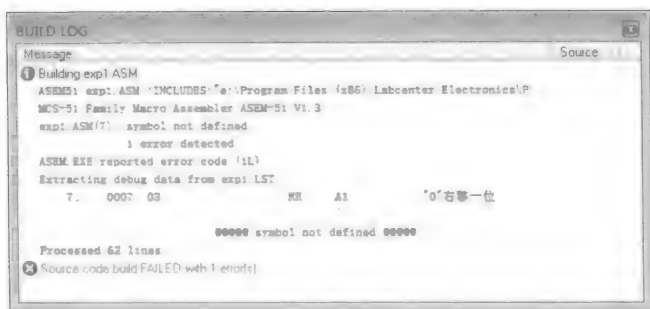 BUILD LOG
Message Source
Building exp1 ASM
ASEM51 exp1.ASM /INCLUDES:"e:\Program Files (x86) Labcenter Electronics\P
MCS-51 Family Macro Assembler ASEM-51 V1.3
exp1.ASM(7) symbol not defined
1 error detected
ASEM.EXE reported error code (1L)
Extracting debug data from exp1.LST
7. 0007 03 A1 "0"右移一位
@@@@@ symbol not defined @@@@@
Processed 62 lines
Source code build FAILED with 1 error(s)